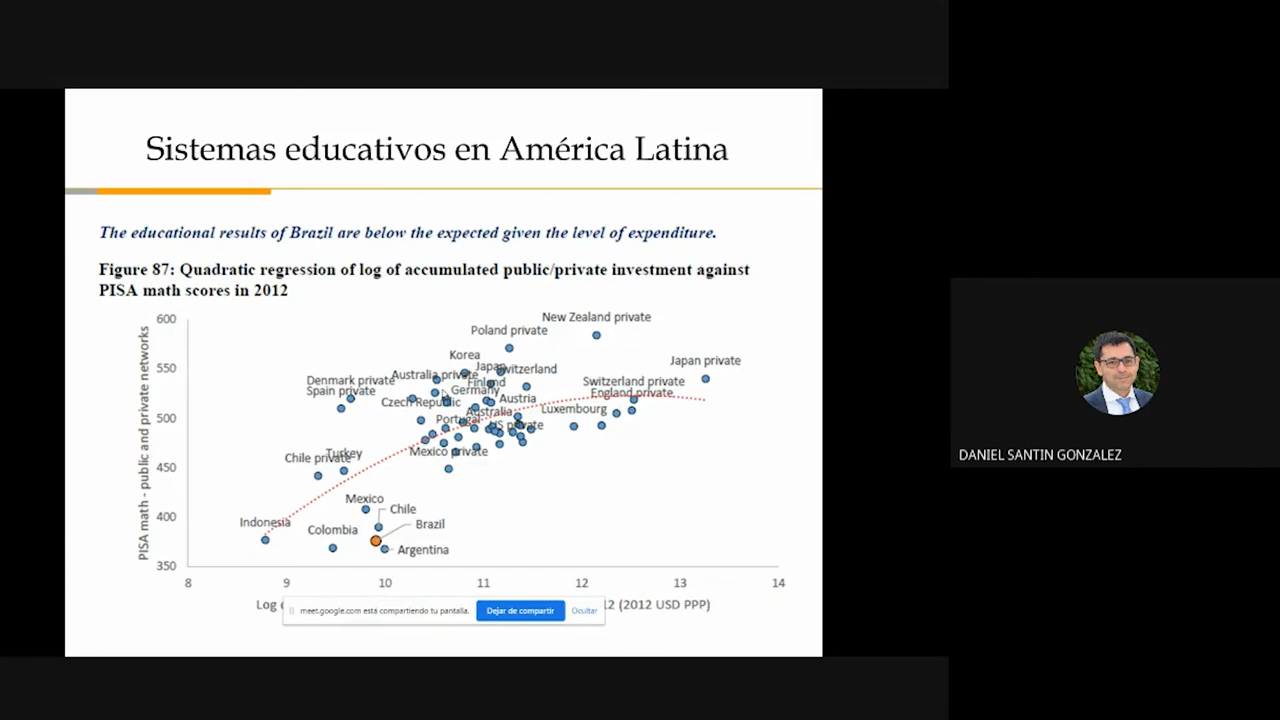 Sistemas educativos en América Latina
The educational results of Brazil are below the expected given the level of expenditure.
Figure 87: Quadratic regression of log of accumulated public/private investment against
PISA math scores in 2012
PISA math - public and private networks
600
550
500
450
400
350
New Zealand private
Poland private
Korea
Japan
Switzerland
Japan private
Denmark private
Australia private
Finland
Switzerland private
Spain private
Germany
England private
Czech Republic
Austria
Australia
Luxembourg
Portugal
US private
Chile private
Turkey
Mexico private
Mexico
Chile
Indonesia
Colombia
Brazil
Argentina
8 9 10 11 12 13 14
Log
12 (2012 USD PPP)
meet.google.com está compartiendo tu pantalla.
Dejar de compartir
Ocultar
DANIEL SANTIN GONZALEZ